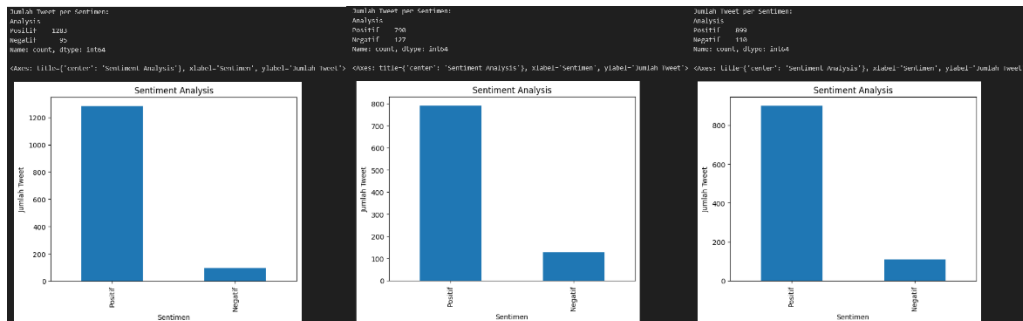 Jumlah Tweet per Sentimen:
Analysis
Positif 1283
Negatif 95
Name: count, dtype: int64
<Axes: title={'center': 'Sentiment Analysis'}, xlabel='Sentimen', ylabel='Jumlah Tweet'>
Sentiment Analysis
1200
1000
800
600
400
200
0
Jumlah Tweet
Positif
Negatif
Sentimen
Jumlah Tweet per Sentimen:
Analysis
Positif 790
Negatif 127
Name: count, dtype: int64
<Axes: title={'center': 'Sentiment Analysis'}, xlabel='Sentimen', ylabel='Jumlah Tweet'>
Sentiment Analysis
800
700
600
500
400
300
200
100
0
Jumlah Tweet
Positif
Negatif
Sentimen
Jumlah Tweet per Sentimen:
Analysis
Positif 899
Negatif 110
Name: count, dtype: int64
<Axes: title={'center': 'Sentiment Analysis'}, xlabel='Sentimen', ylabel='Jumlah Tweet
Sentiment Analysis
800
600
400
200
0
Jumlah Tweet
Positif
Negatif
Sentimen